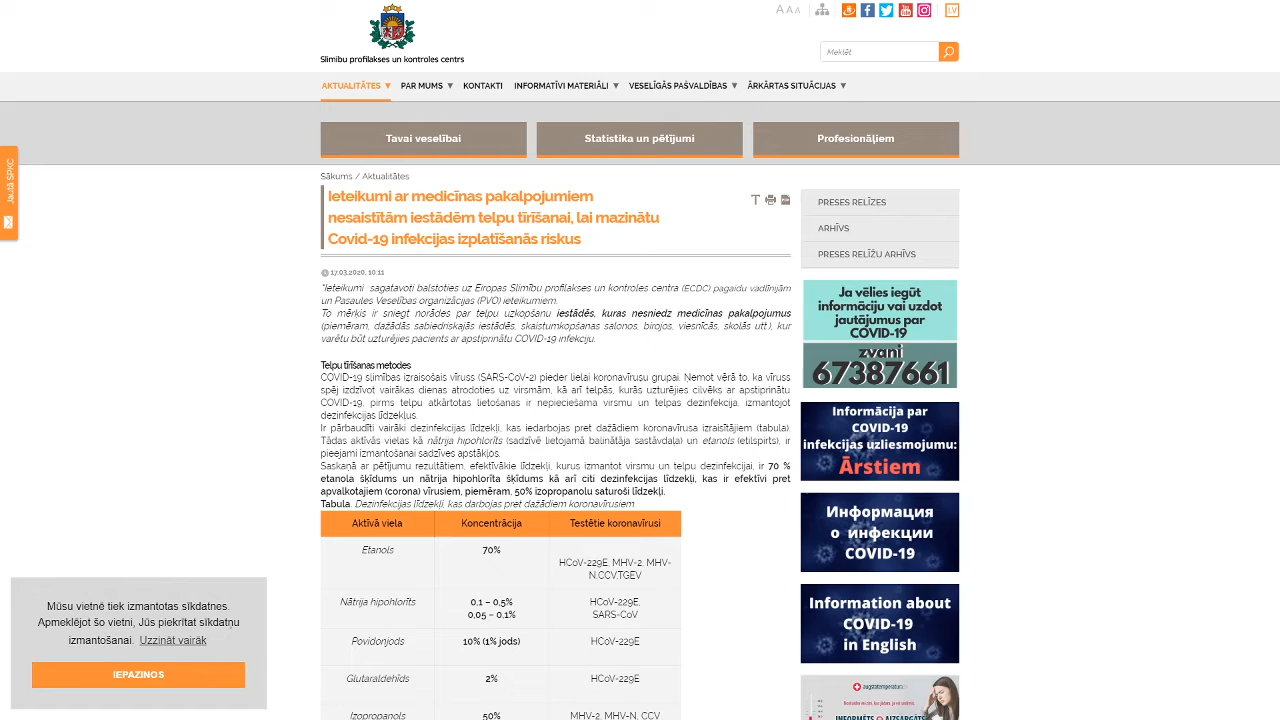 A A A
LV
Slimību profilakses un kontroles centrs
Meklēt
AKTUALITĀTES ▼ PAR MUMS ▼ KONTAKTI INFORMATĪVI MATERIĀLI ▼ VESELĪGĀS PAŠVALDĪBAS ▼ ĀRKĀRTAS SITUĀCIJAS ▼
Tavai veselībai
Statistika un pētījumi
Profesionāļiem
Jautā SPKC
Sākums / Aktualitātes
Ieteikumi ar medicīnas pakalpojumiem
nesaistītām iestādēm telpu tīrīšanai, lai mazinātu
Covid-19 infekcijas izplatīšanās riskus
17.03.2020, 10:11
*Ieteikumi sagatavoti balstoties uz Eiropas Slimību profilakses un kontroles centra (ECDC) pagaidu vadlīnijām
un Pasaules Veselības organizācijas (PVO) ieteikumiem.
To mērķis ir sniegt norādes par telpu uzkopšanu iestādēs, kuras nesniedz medicīnas pakalpojumus
(piemēram, dažādās sabiedriskajās iestādēs, skaistumkopšanas salonos, birojos, viesnīcās, skolās utt.), kur
varētu būt uzturējies pacients ar apstiprinātu COVID-19 infekciju.
Telpu tīrīšanas metodes
COVID-19 slimības izraisošais vīruss (SARS-CoV-2) pieder lielai koronavīrusu grupai. Ņemot vērā to, ka vīruss
spēj izdzīvot vairākas dienas atrodoties uz virsmām, kā arī telpās, kurās uzturējies cilvēks ar apstiprinātu
COVID-19, pirms telpu atkārtotas lietošanas ir nepieciešama virsmu un telpas dezinfekcija, izmantojot
dezinfekcijas līdzekļus.
Ir pārbaudīti vairāki dezinfekcijas līdzekļi, kas iedarbojas pret dažādiem koronavīrusa izraisītājiem (tabula).
Tādas aktīvās vielas kā nātrija hipohlorīts (sadzīvē lietojamā balinātāja sastāvdaļa) un etanols (etilspirts), ir
pieejami izmantošanai sadzīves apstākļos.
Saskaņā ar pētījumu rezultātiem, efektīvākie līdzekļi, kurus izmantot virsmu un telpu dezinfekcijai, ir 70 %
etanola šķīdums un nātrija hipohlorīta šķīdums kā arī citi dezinfekcijas līdzekļi, kas ir efektīvi pret
apvalkotajiem (corona) vīrusiem, piemēram, 50% izopropanolu saturoši līdzekļi.
Tabula. Dezinfekcijas līdzekļi, kas darbojas pret dažādiem koronavīrusiem.
Aktīvā viela Koncentrācija Testētie koronavīrusi
Etanols 70% HCoV-229E, MHV-2, MHV-
N,CCV,TGEV
Nātrija hipohlorīts 0,1 – 0,5% HCoV-229E,
0,05 – 0,1% SARS-CoV
Povidonjods 10% (1% jods) HCoV-229E
Glutaraldehīds 2% HCoV-229E
Izopropanols 50% MHV-2, MHV-N, CCV
PRESES RELĪZES
ARHĪVS
PRESES RELĪŽU ARHĪVS
Ja vēlies iegūt
informāciju vai uzdot
jautājumus par
COVID-19
zvani
67387661
Informācija par
COVID-19
infekcijas uzliesmojumu:
Ārstiem
Информация
о инфекции
COVID-19
Information about
COVID-19
in English
augstatemperatura
INFORMĒTS AIZSARGĀTS
Mūsu vietnē tiek izmantotas sīkdatnes.
Apmeklējot šo vietni, Jūs piekrītat sīkdatņu
izmantošanai. Uzzināt vairāk
IEPAZINOS